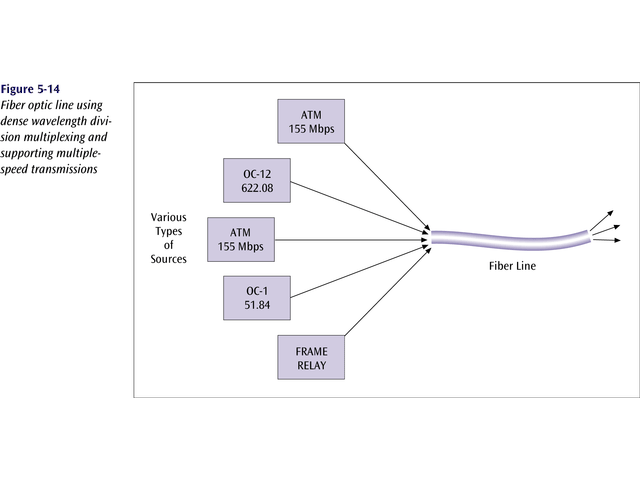 Figure 5-14
Fiber optic line using
dense wavelength divi-
sion multiplexing and
supporting multiple-
speed transmissions
ATM
155 Mbps
OC-12
622.08
Various
Types
of
Sources
ATM
155 Mbps
OC-1
51.84
FRAME
RELAY
Fiber Line